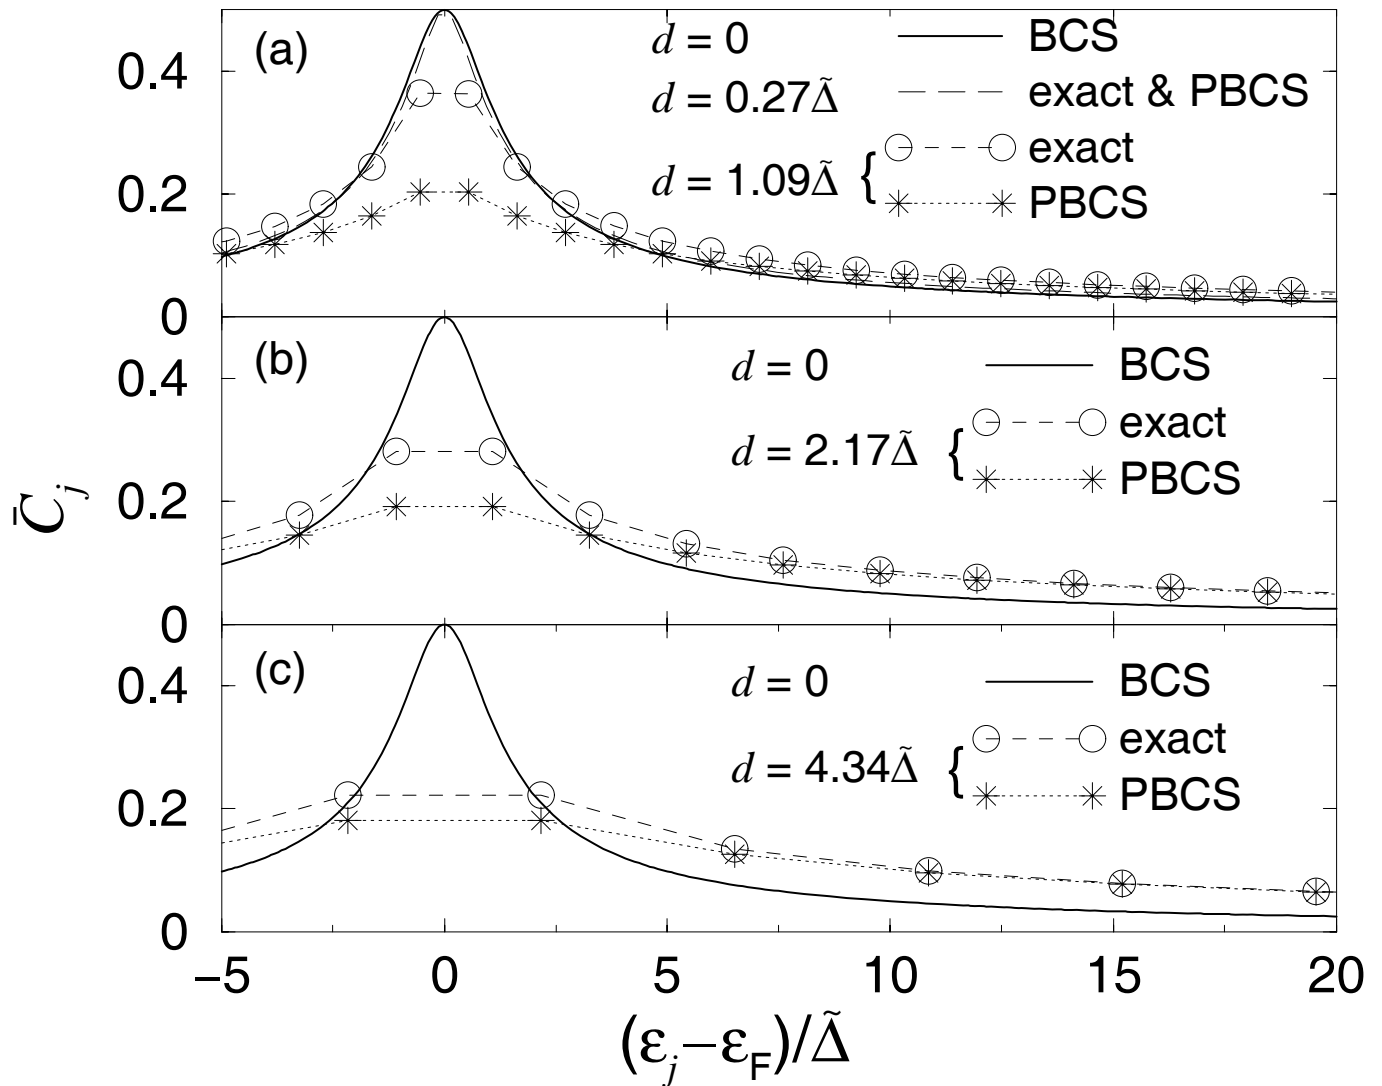 (a)
d = 0 BCS
d = 0.27Δ̃ exact & PBCS
d = 1.09Δ̃ { exact
PBCS
0.4
0.2
0
(b)
d = 0 BCS
d = 2.17Δ̃ { exact
PBCS
0.4
0.2
0
C̄j
(c)
d = 0 BCS
d = 4.34Δ̃ { exact
PBCS
0.4
0.2
0
−5 0 5 10 15 20
(εj−εF)/Δ̃